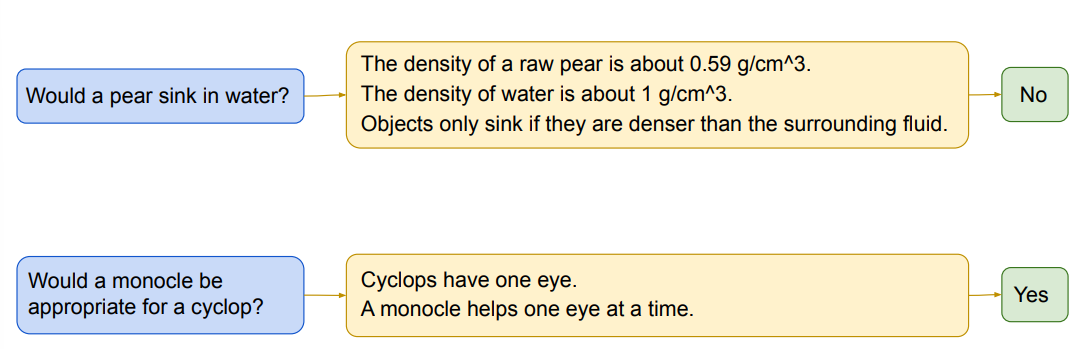 Would a pear sink in water?
The density of a raw pear is about 0.59 g/cm^3.
The density of water is about 1 g/cm^3.
Objects only sink if they are denser than the surrounding fluid.
No
Would a monocle be
appropriate for a cyclop?
Cyclops have one eye.
A monocle helps one eye at a time.
Yes